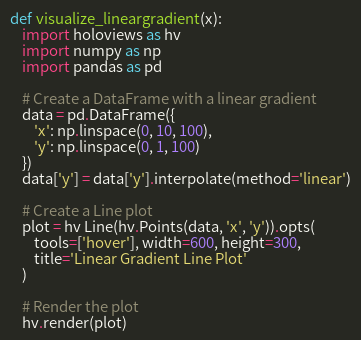 def visualize_lineargradient(x):
    import holoviews as hv
    import numpy as np
    import pandas as pd

    # Create a DataFrame with a linear gradient
    data = pd.DataFrame({
        'x': np.linspace(0, 10, 100),
        'y': np.linspace(0, 1, 100)
    })
    data['y'] = data['y'].interpolate(method='linear')

    # Create a Line plot
    plot = hv Line(hv.Points(data, 'x', 'y')).opts(
        tools=['hover'], width=600, height=300,
        title='Linear Gradient Line Plot'
    )

    # Render the plot
    hv.render(plot)